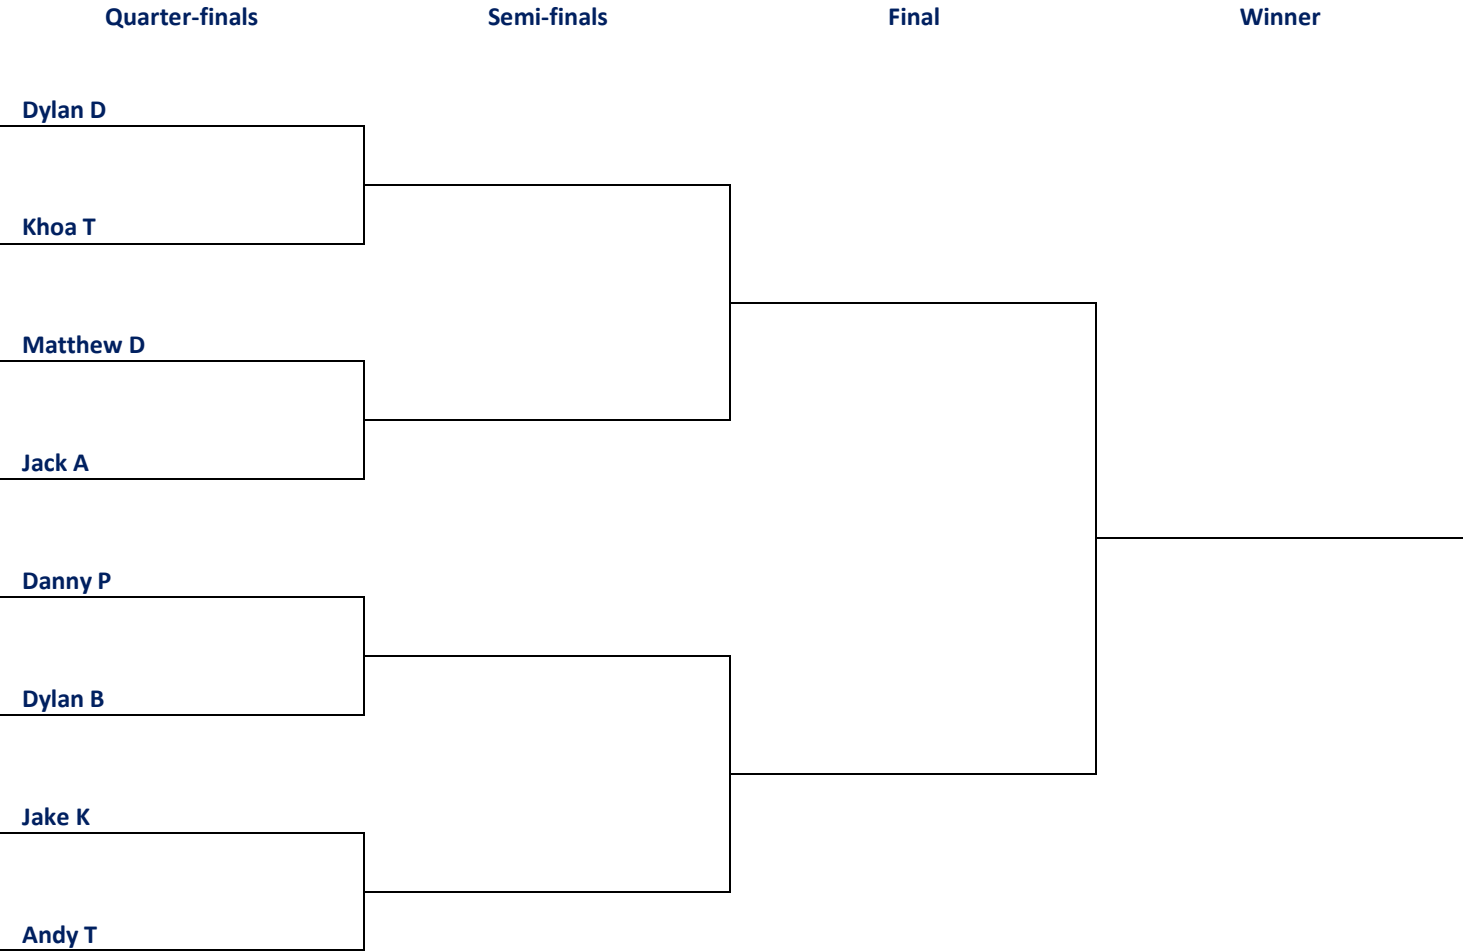 Quarter-finals Semi-finals Final Winner
Dylan D
Khoa T
Matthew D
Jack A
Danny P
Dylan B
Jake K
Andy T